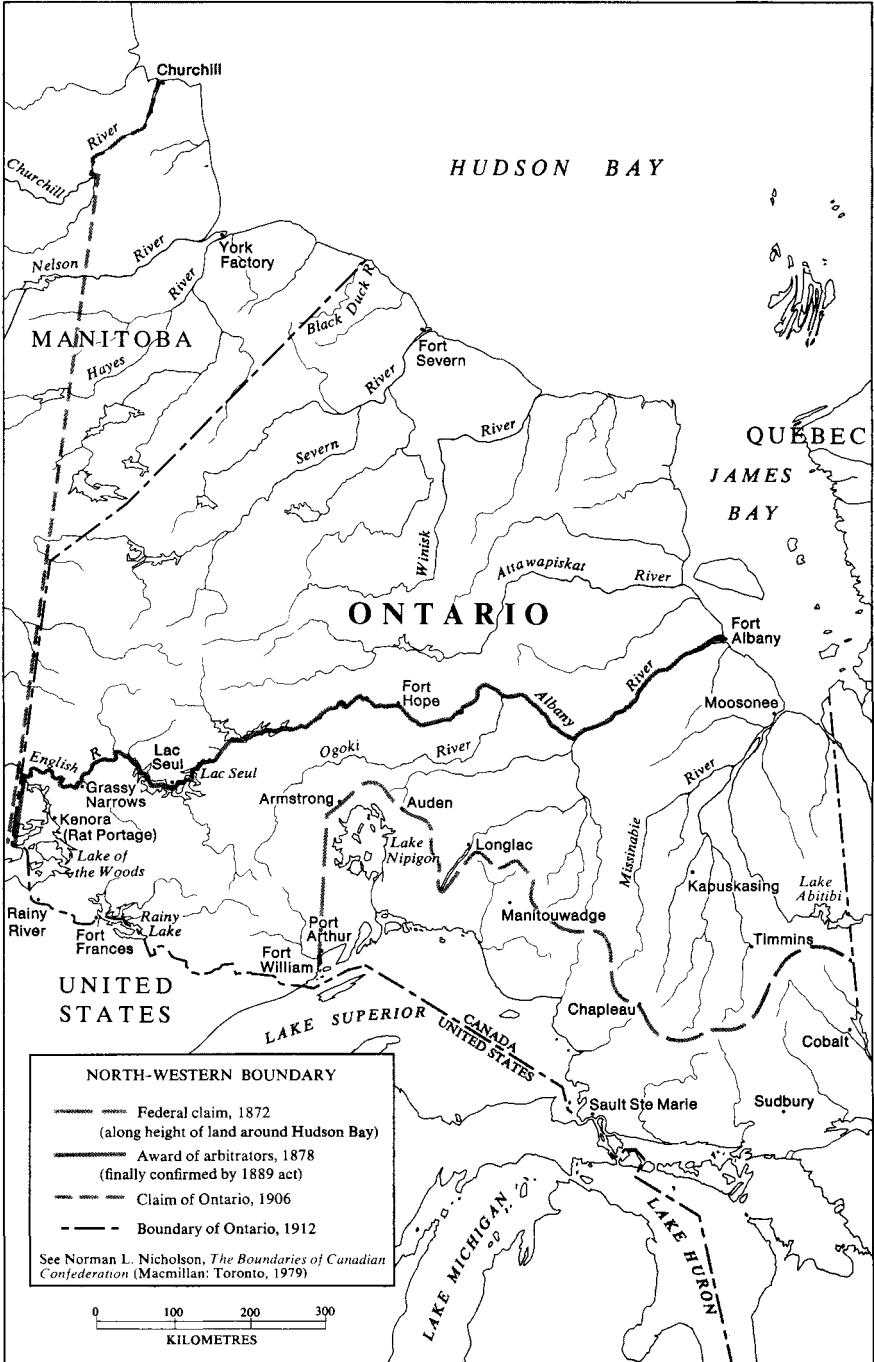 Churchill
River
Churchill
HUDSON BAY
Nelson
River
York
Factory
River
Black Duck R
MANITOBA
Hayes
Fort
Severn
River
Severn
River
QUÉBEC
JAMES
BAY
Winisk
Attawapiskat
River
ONTARIO
Fort
Albany
Fort
Hope
Albany
River
Moosonee
English R
Lac
Seul
Lac Seul
Ogoki
River
River
Grassy
Narrows
Armstrong
Auden
Kenora
(Rat Portage)
Lake
Nipigon
Longlac
Missinabie
Lake of
the Woods
Kapuskasing
Lake
Abitibi
Manitouwadge
Rainy
River
Rainy
Lake
Fort
Frances
Port
Arthur
Fort
William
Timmins
UNITED
STATES
Chapleau
LAKE SUPERIOR
CANADA
UNITED STATES
Cobalt
Sault Ste Marie
Sudbury
LAKE MICHIGAN
LAKE HURON
NORTH-WESTERN BOUNDARY
Federal claim, 1872
(along height of land around Hudson Bay)
Award of arbitrators, 1878
(finally confirmed by 1889 act)
Claim of Ontario, 1906
Boundary of Ontario, 1912
See Norman L. Nicholson, The Boundaries of Canadian
Confederation (Macmillan: Toronto, 1979)
0 100 200 300
KILOMETRES